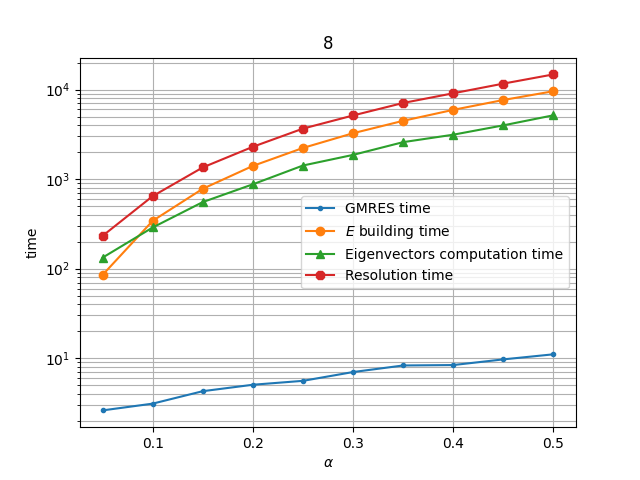 8
time
10⁴
10³
10²
10¹
GMRES time
E building time
Eigenvectors computation time
Resolution time
0.1 0.2 0.3 0.4 0.5
α